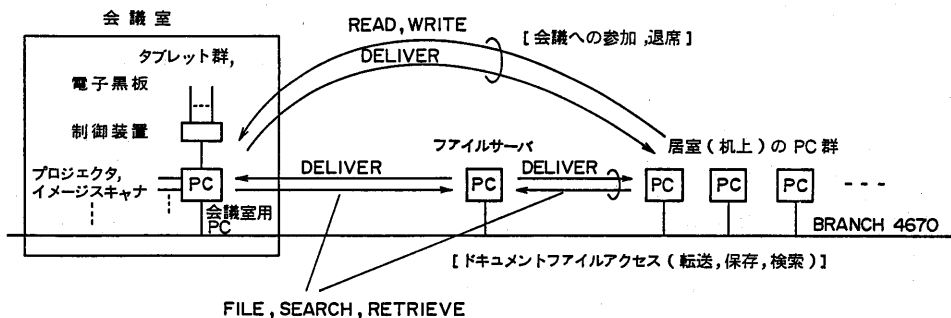 会議室
READ, WRITE
[会議への参加,退席]
タブレット群,
DELIVER
電子黒板
制御装置
ファイルサーバ
居室(机上)のPC群
プロジェクタ,
イメージスキャナ
PC
DELIVER
PC
DELIVER
PC
PC
PC
会議室用
PC
BRANCH 4670
[ドキュメントファイルアクセス(転送,保存,検索)]
FILE, SEARCH, RETRIEVE